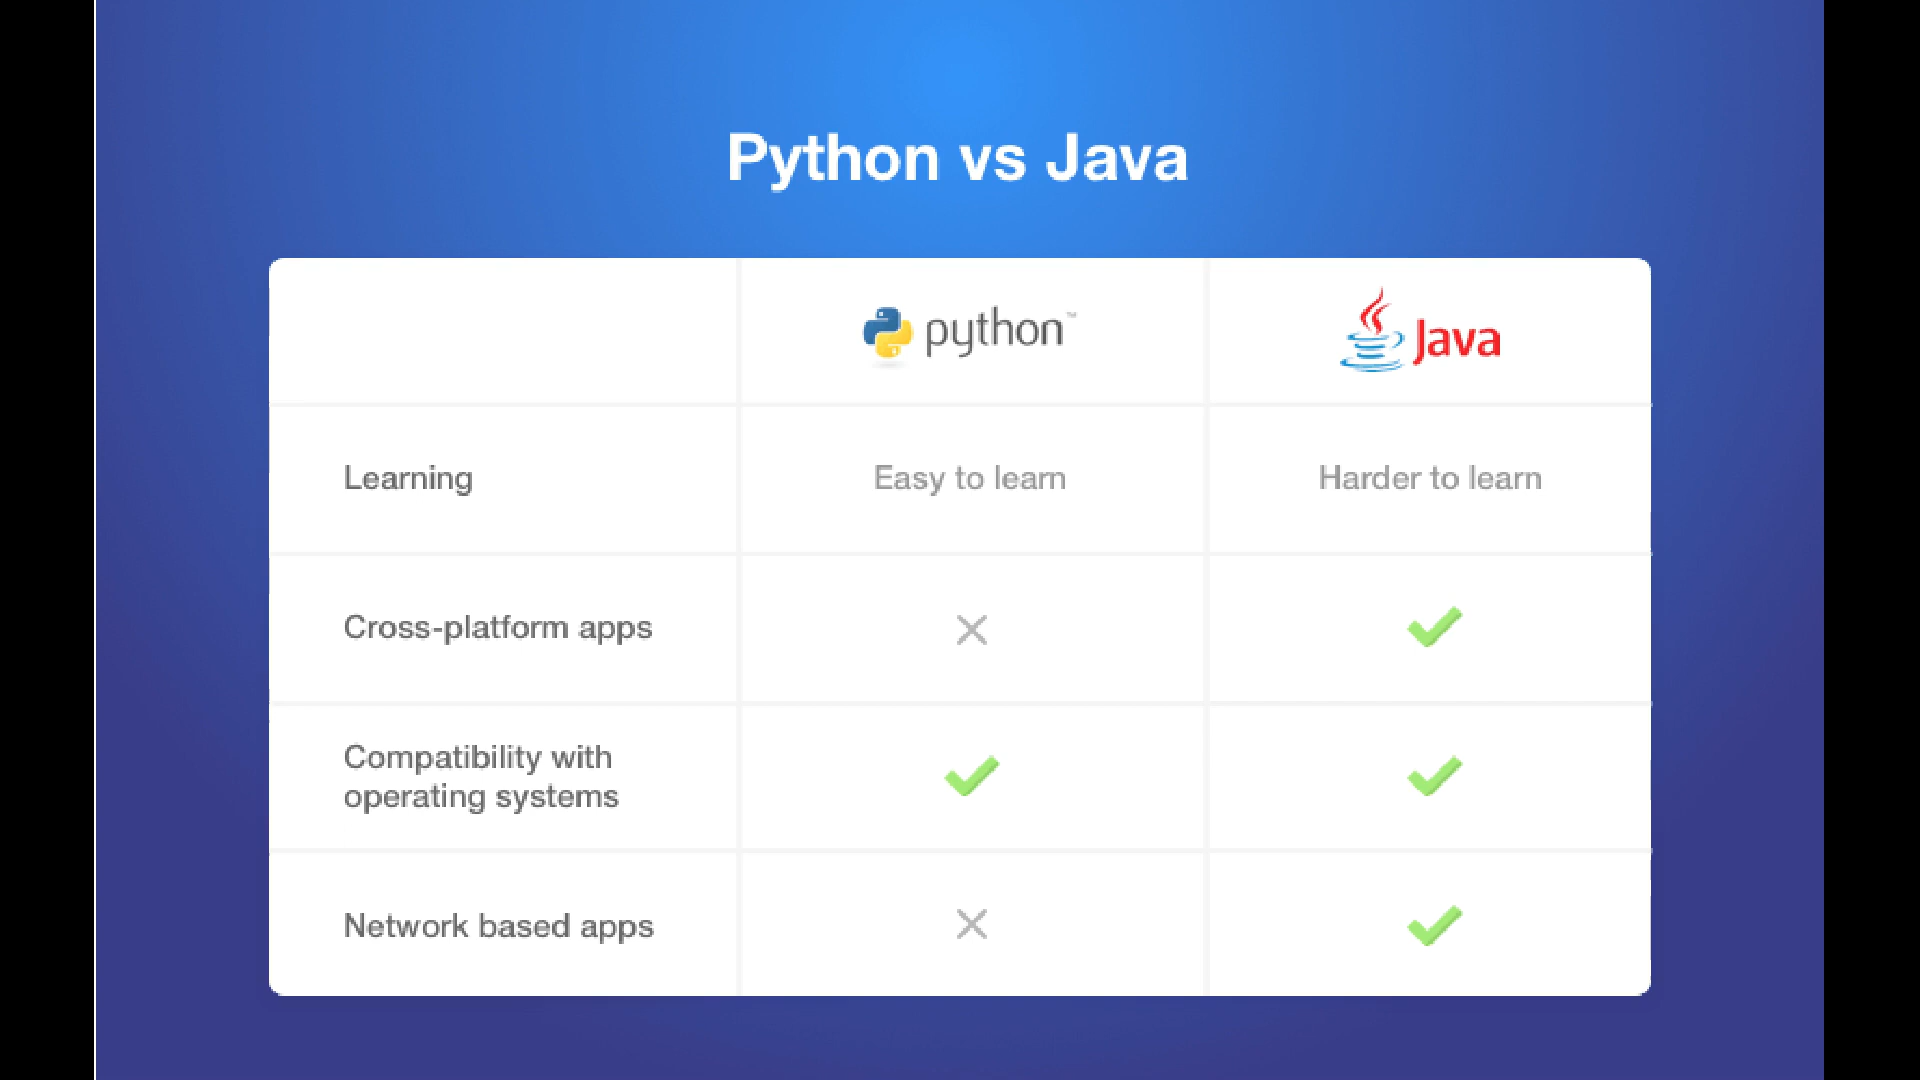 Python vs Java
python™
Java
Learning
Easy to learn
Harder to learn
Cross-platform apps
Compatibility with
operating systems
Network based apps